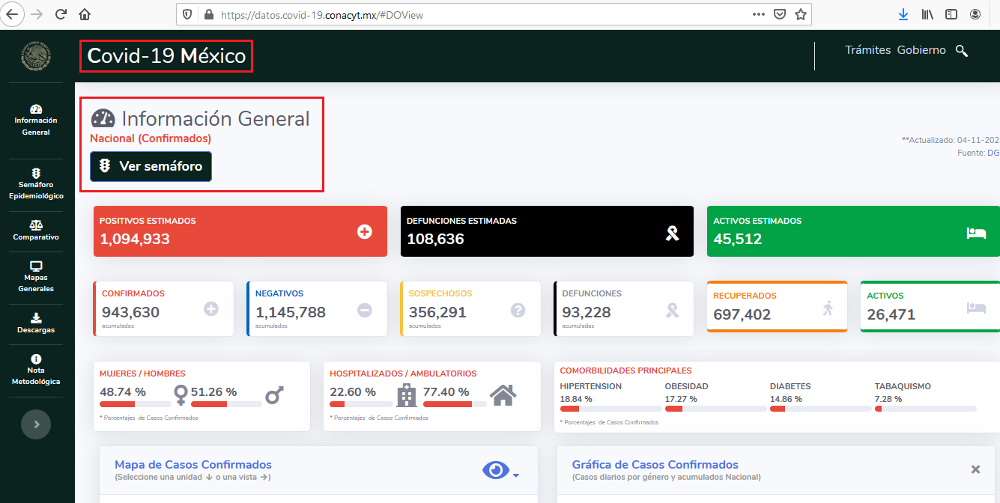 https://datos.covid-19.conacyt.mx/#DOView
Covid-19 México
Trámites Gobierno
Información
General
Semáforo
Epidemiológico
Comparativo
Mapas
Generales
Descargas
Nota
Metodológica
Información General
Nacional (Confirmados)
Ver semáforo
**Actualizado: 04-11-202
Fuente: DG
POSITIVOS ESTIMADOS
1,094,933
DEFUNCIONES ESTIMADAS
108,636
ACTIVOS ESTIMADOS
45,512
CONFIRMADOS
943,630
acumulados
NEGATIVOS
1,145,788
acumulados
SOSPECHOSOS
356,291
acumulados
DEFUNCIONES
93,228
acumuladas
RECUPERADOS
697,402
ACTIVOS
26,471
MUJERES / HOMBRES
48.74 % 51.26 %
* Porcentajes de Casos Confirmados
HOSPITALIZADOS / AMBULATORIOS
22.60 % 77.40 %
* Porcentajes de Casos Confirmados
COMORBILIDADES PRINCIPALES
HIPERTENSION OBESIDAD DIABETES TABAQUISMO
18.84 % 17.27 % 14.86 % 7.28 %
* Porcentajes de Casos Confirmados
Mapa de Casos Confirmados
(Seleccione una unidad ↓ o una vista →)
Gráfica de Casos Confirmados
(Casos diarios por género y acumulados Nacional)